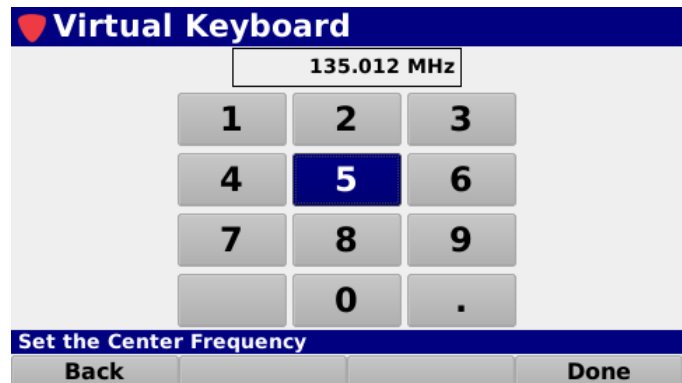 Virtual Keyboard
135.012 MHz
1 2 3
4 5 6
7 8 9
0 .
Set the Center Frequency
Back Done